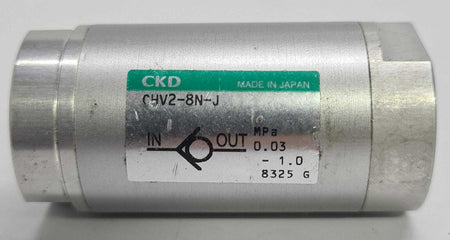 CKD MADE IN JAPAN
CHV2-8N-J
IN OUT MPa
0.03
- 1.0
8325 G